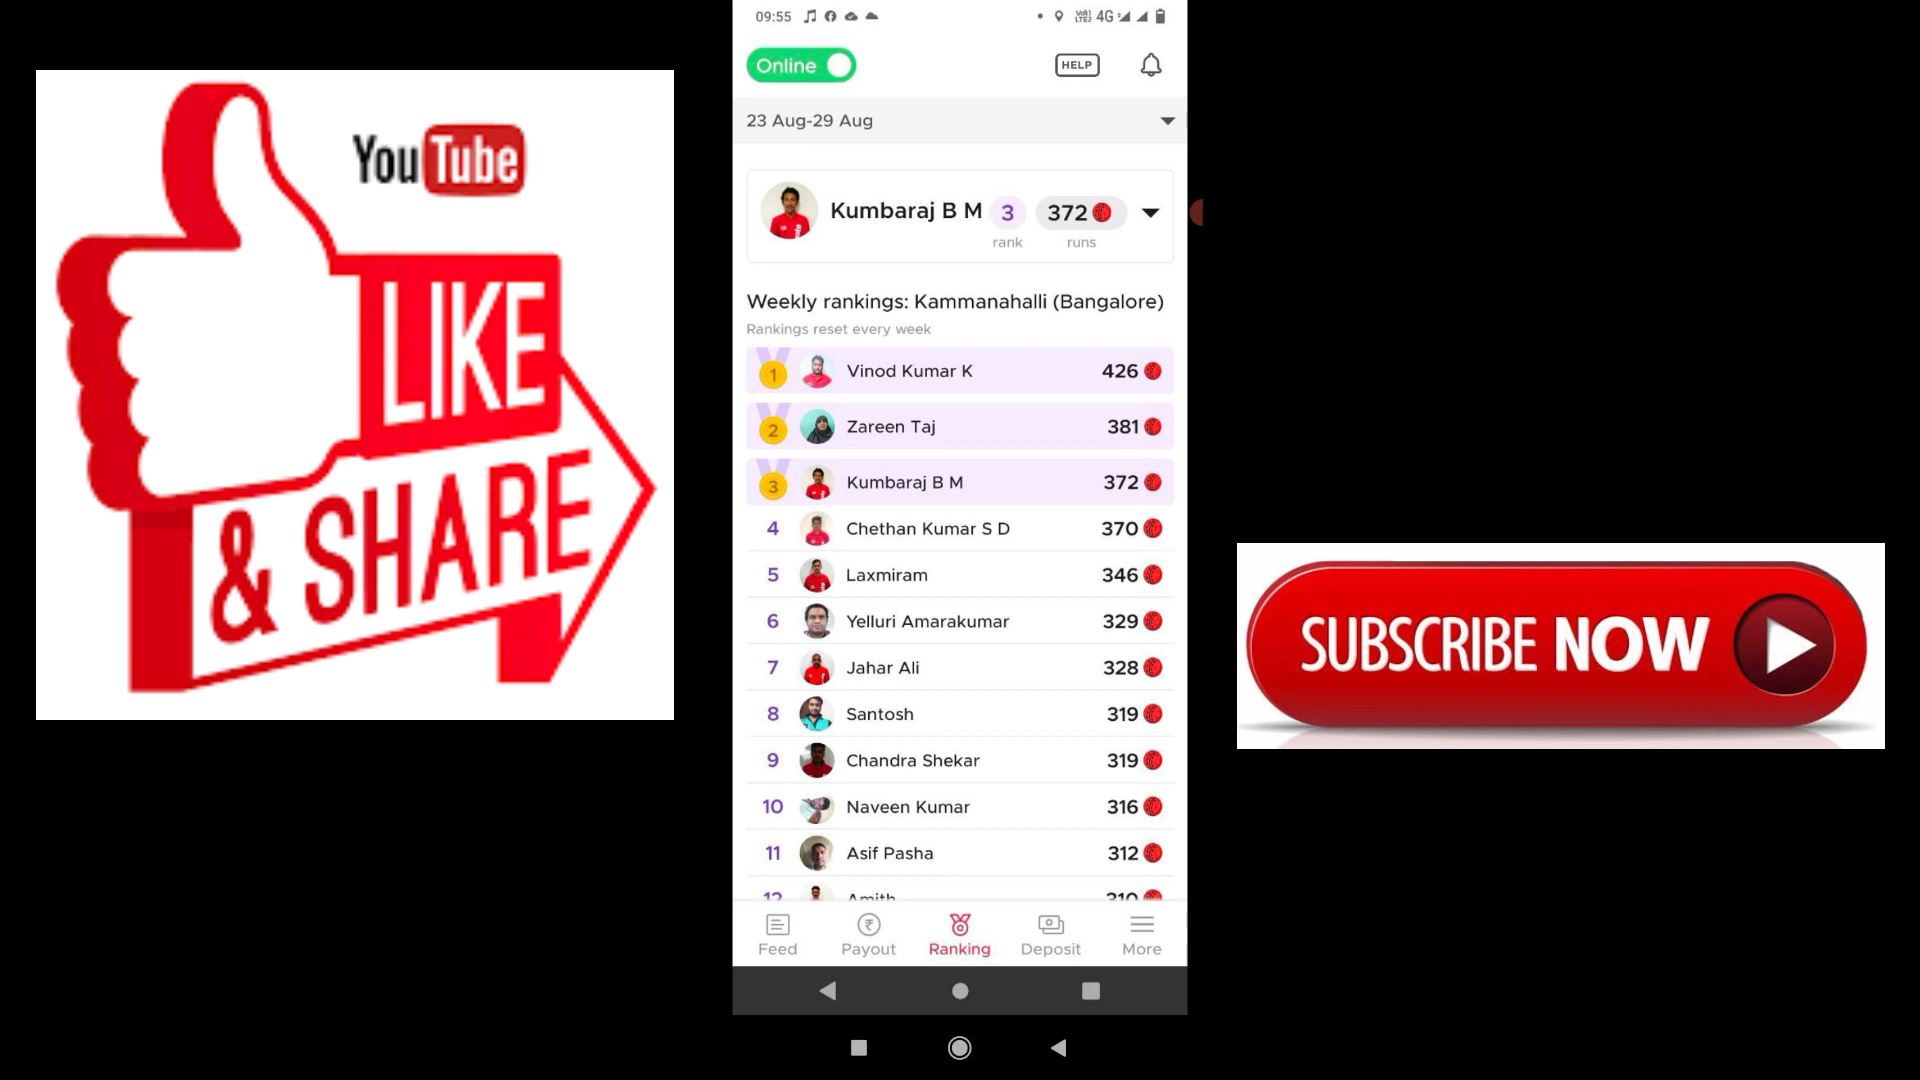 YouTube
LIKE
& SHARE
09:55
4G
Online
HELP
23 Aug-29 Aug
Kumbaraj B M 3 372
rank runs
Weekly rankings: Kammanahalli (Bangalore)
Rankings reset every week
1 Vinod Kumar K 426
2 Zareen Taj 381
3 Kumbaraj B M 372
4 Chethan Kumar S D 370
5 Laxmiram 346
6 Yelluri Amarakumar 329
7 Jahar Ali 328
8 Santosh 319
9 Chandra Shekar 319
10 Naveen Kumar 316
11 Asif Pasha 312
12 Amith 310
Feed Payout Ranking Deposit More
SUBSCRIBE NOW